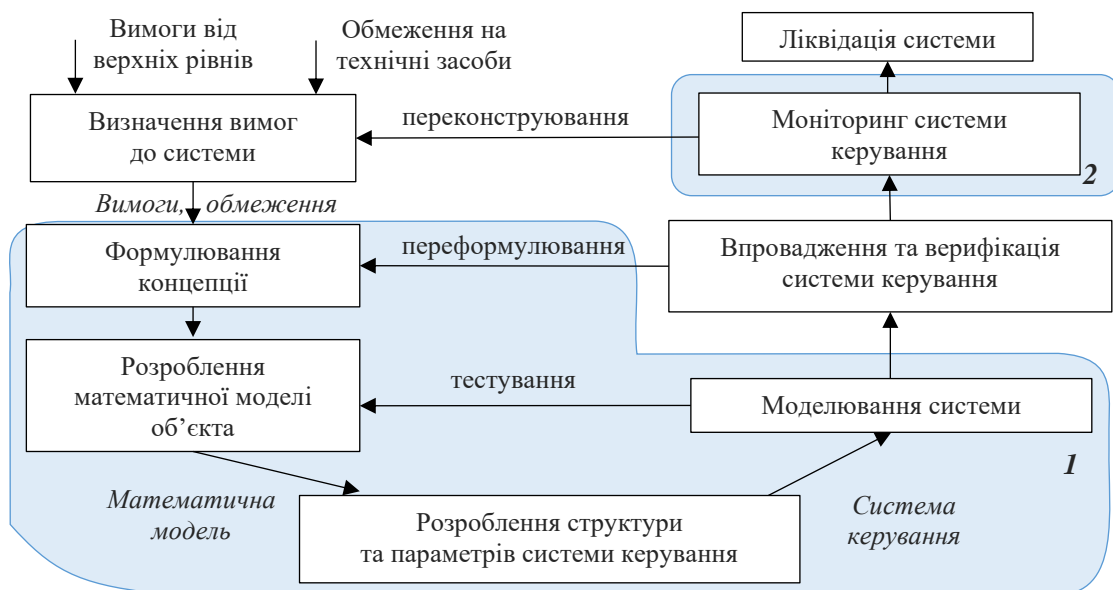 Вимоги від
верхніх рівнів
Обмеження на
технічні засоби
Ліквідація системи
Визначення вимог
до системи
переконструювання
Моніторинг системи
керування
2
Вимоги, обмеження
Формулювання
концепції
переформулювання
Впровадження та верифікація
системи керування
Розроблення
математичної моделі
об’єкта
тестування
Моделювання системи
1
Математична
модель
Розроблення структури
та параметрів системи керування
Система
керування